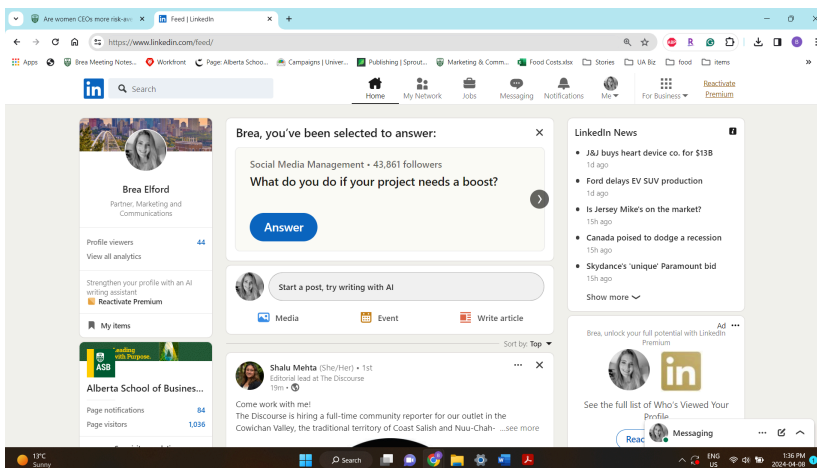 Are women CEOs more risk-av
Feed | LinkedIn
https://www.linkedin.com/feed/
Apps
Brea Meeting Notes...
Workfront
Page: Alberta Schoo...
Campaigns | Univer...
Publishing | Sprout...
Marketing & Comm...
Food Costs.xlsx
Stories
UA Biz
food
items
in
Search
Home
My Network
Jobs
Messaging
Notifications
Me
For Business
Reactivate
Premium
Brea Elford
Partner, Marketing and
Communications
Profile viewers 44
View all analytics
Strengthen your profile with an AI
writing assistant
Reactivate Premium
My items
Leading
with Purpose.
ASB
Alberta School of Busines...
Page notifications 84
Page visitors 1,036
Brea, you've been selected to answer:
Social Media Management • 43,861 followers
What do you do if your project needs a boost?
Answer
Start a post, try writing with AI
Media
Event
Write article
Sort by: Top
Shalu Mehta (She/Her) • 1st
Editorial lead at The Discourse
19m •
Come work with me!
The Discourse is hiring a full-time community reporter for our outlet in the
Cowichan Valley, the traditional territory of Coast Salish and Nuu-Chah- ...see more
LinkedIn News
J&J buys heart device co. for $13B
1d ago
Ford delays EV SUV production
1d ago
Is Jersey Mike's on the market?
15h ago
Canada poised to dodge a recession
15h ago
Skydance's 'unique' Paramount bid
15h ago
Show more
Ad
Brea, unlock your full potential with LinkedIn
Premium
in
See the full list of Who's Viewed Your
Profile
Reac
Messaging
13°C
Sunny
Search
ENG
US
1:36 PM
2024-04-08